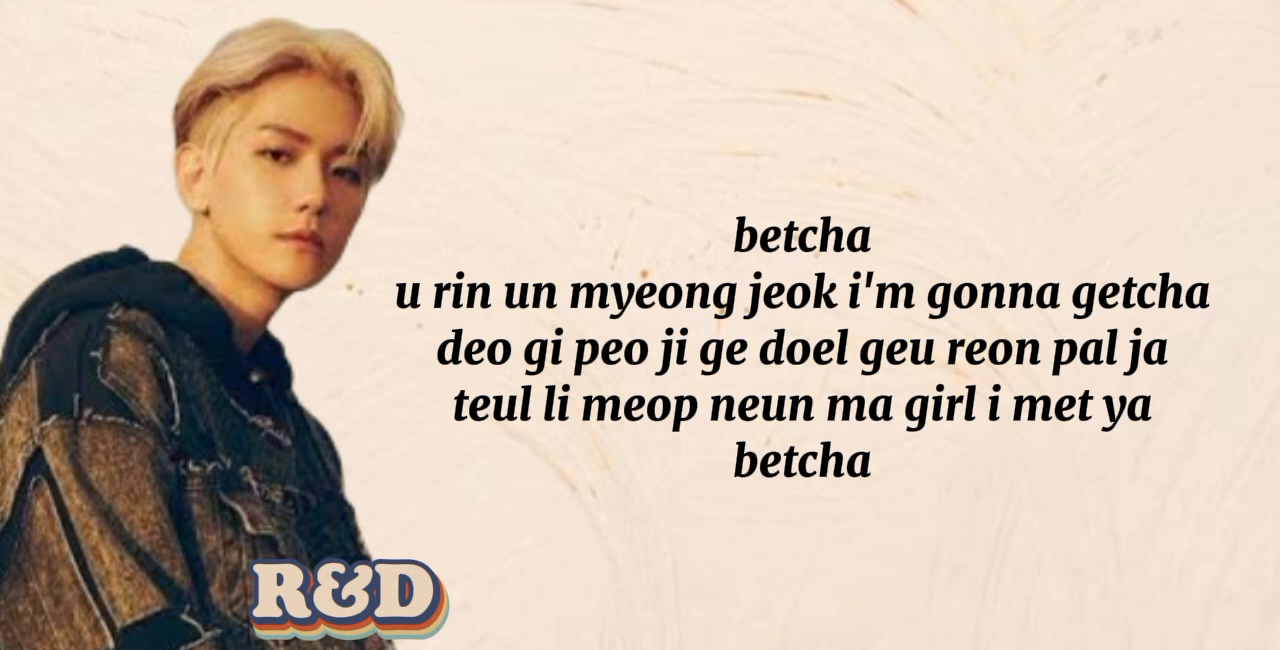 betcha
u rin un myeong jeok i'm gonna getcha
deo gi peo ji ge doel geu reon pal ja
teul li meop neun ma girl i met ya
betcha
R&D